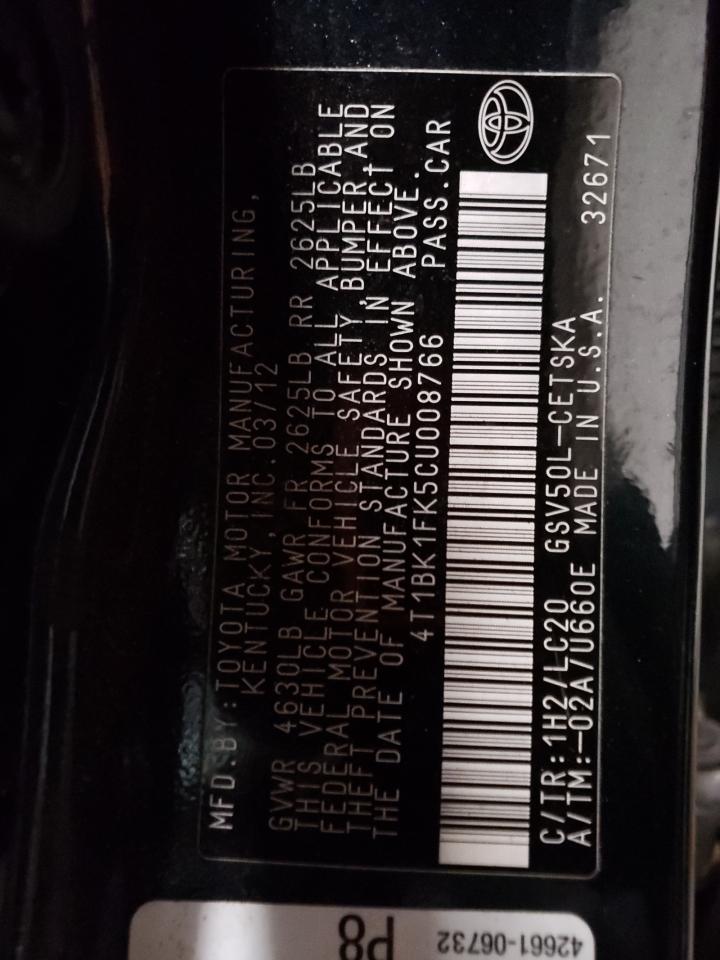 MFD.BY:TOYOTA MOTOR MANUFACTURING,
KENTUCKY, INC. 03/12
GVWR 4630LB GAWR FR 2625LB RR 2625LB
THIS VEHICLE CONFORMS TO ALL APPLICABLE
FEDERAL MOTOR VEHICLE SAFETY, BUMPER, AND
THEFT PREVENTION STANDARDS IN EFFECT ON
THE DATE OF MANUFACTURE SHOWN ABOVE.
4T1BK1FK5CU008766 PASS.CAR
C/TR:1H2/LC20 GSV50L-CETSKA 32671
A/TM:-02A/U660E MADE IN U.S.A.
42661-06732
P8